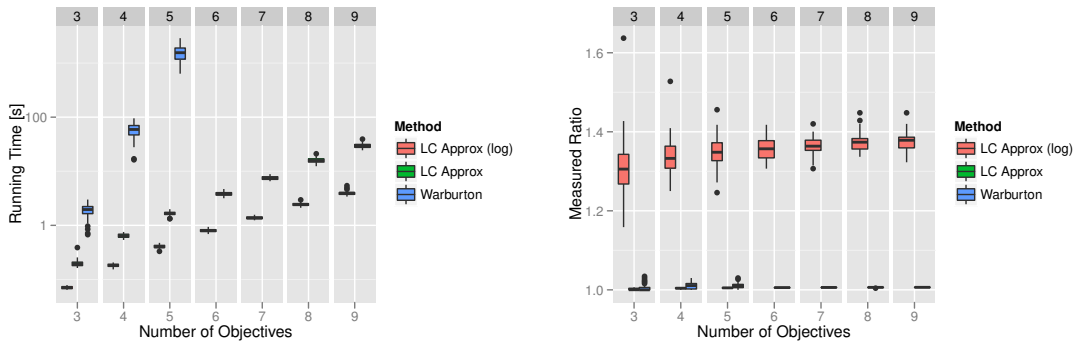 3 4 5 6 7 8 9
100
1
Running Time [s]
3 4 5 6 7 8 9
Number of Objectives
Method
LC Approx (log)
LC Approx
Warburton
3 4 5 6 7 8 9
1.6
1.4
1.2
1.0
Measured Ratio
3 4 5 6 7 8 9
Number of Objectives
Method
LC Approx (log)
LC Approx
Warburton